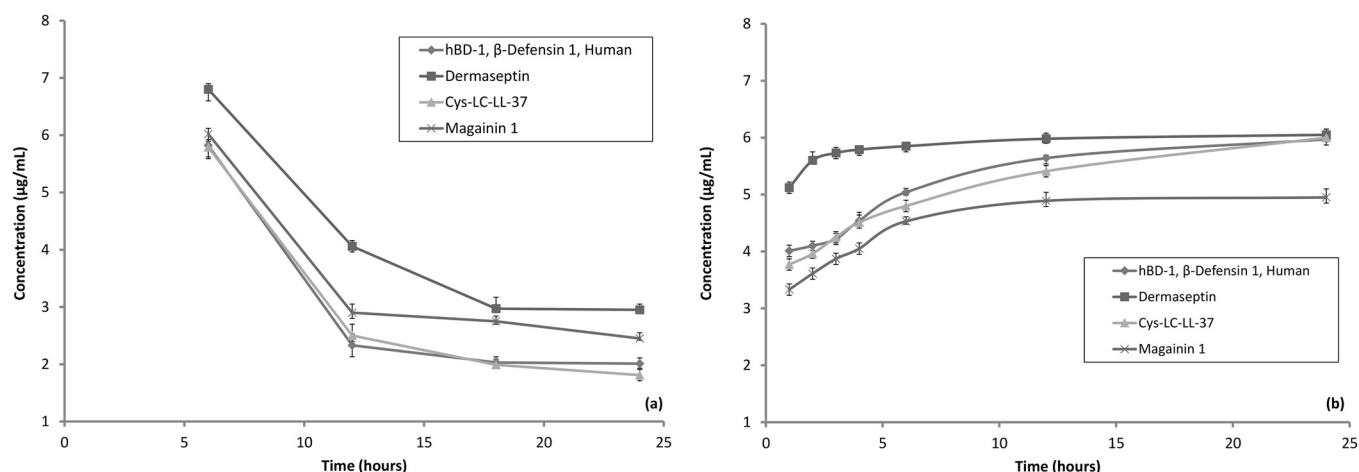 8
7
6
5
4
3
2
1
Concentration (µg/mL)
hBD-1, β-Defensin 1, Human
Dermaseptin
Cys-LC-LL-37
Magainin 1
(a)
0 5 10 15 20 25
Time (hours)
8
7
6
5
4
3
2
1
Concentration (µg/mL)
hBD-1, β-Defensin 1, Human
Dermaseptin
Cys-LC-LL-37
Magainin 1
(b)
0 5 10 15 20 25
Time (hours)